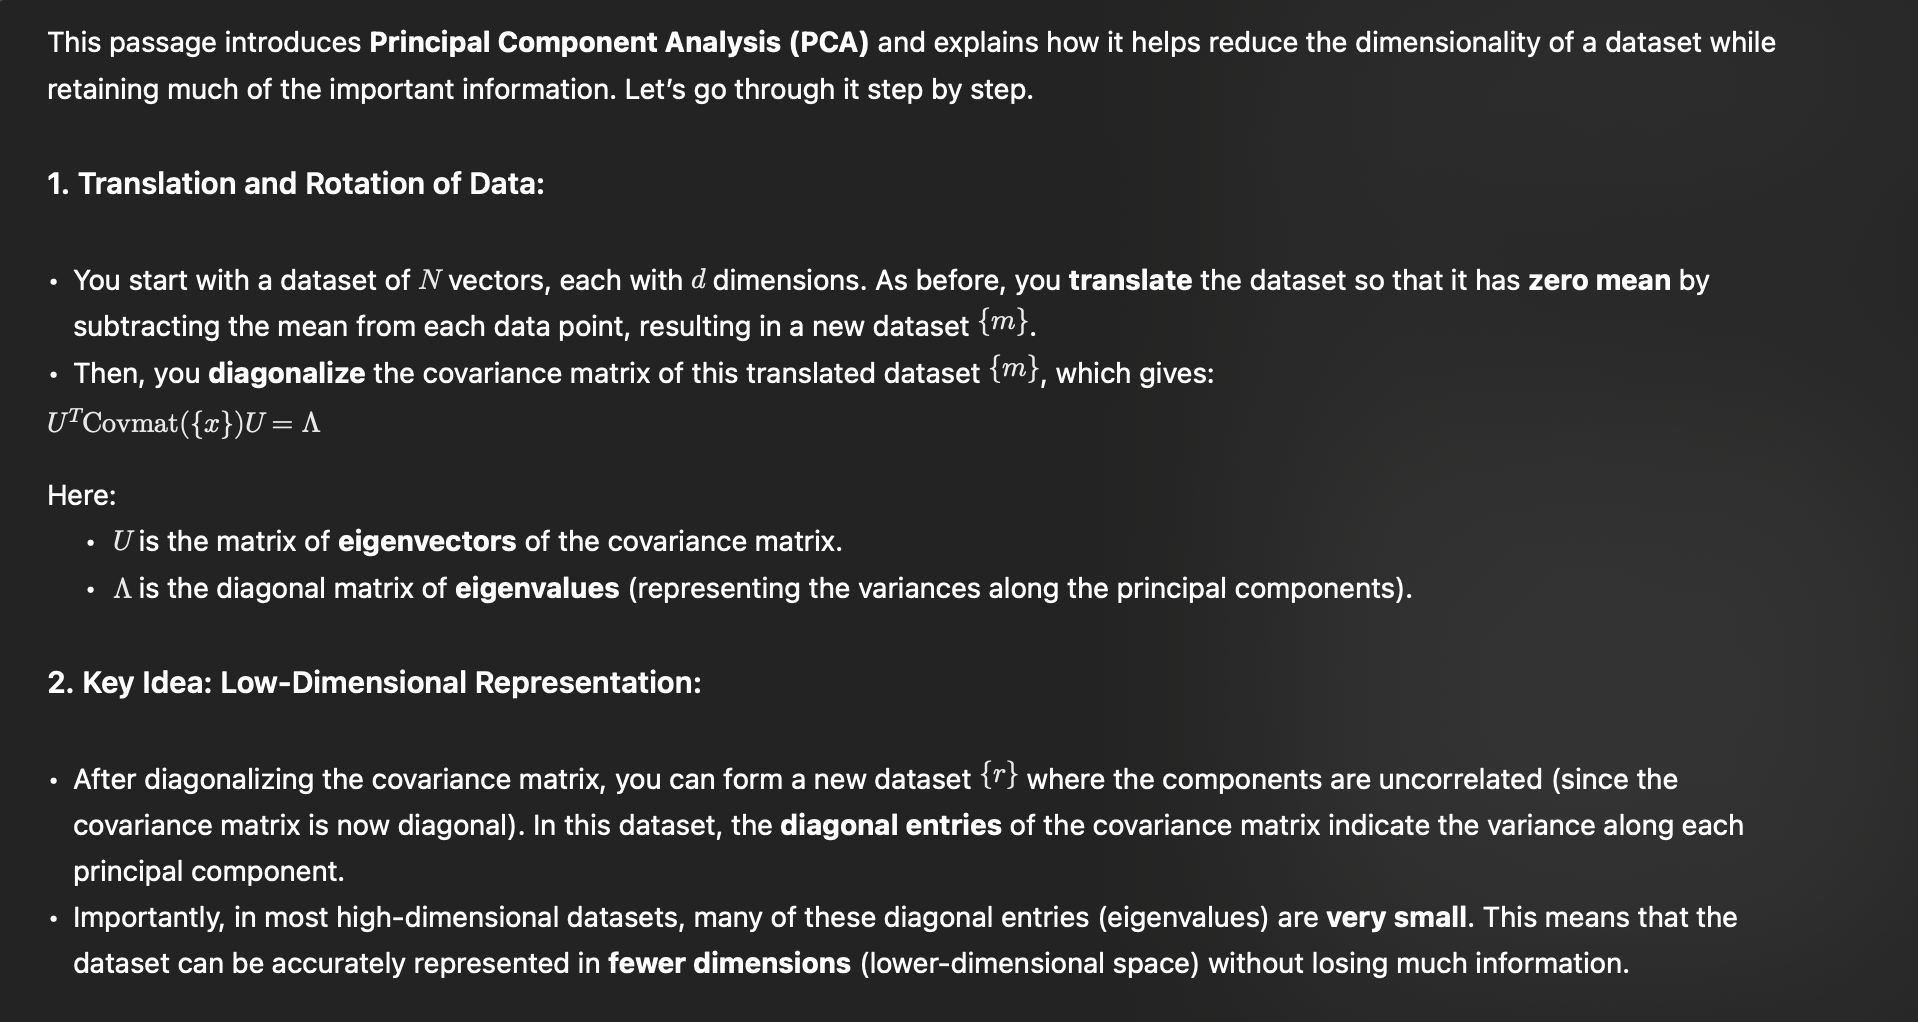 This passage introduces Principal Component Analysis (PCA) and explains how it helps reduce the dimensionality of a dataset while
retaining much of the important information. Let’s go through it step by step.
1. Translation and Rotation of Data:
• You start with a dataset of N vectors, each with d dimensions. As before, you translate the dataset so that it has zero mean by
subtracting the mean from each data point, resulting in a new dataset {m}.
• Then, you diagonalize the covariance matrix of this translated dataset {m}, which gives:
UᵀCovmat({x})U = Λ
Here:
• U is the matrix of eigenvectors of the covariance matrix.
• Λ is the diagonal matrix of eigenvalues (representing the variances along the principal components).
2. Key Idea: Low-Dimensional Representation:
• After diagonalizing the covariance matrix, you can form a new dataset {r} where the components are uncorrelated (since the
covariance matrix is now diagonal). In this dataset, the diagonal entries of the covariance matrix indicate the variance along each
principal component.
• Importantly, in most high-dimensional datasets, many of these diagonal entries (eigenvalues) are very small. This means that the
dataset can be accurately represented in fewer dimensions (lower-dimensional space) without losing much information.